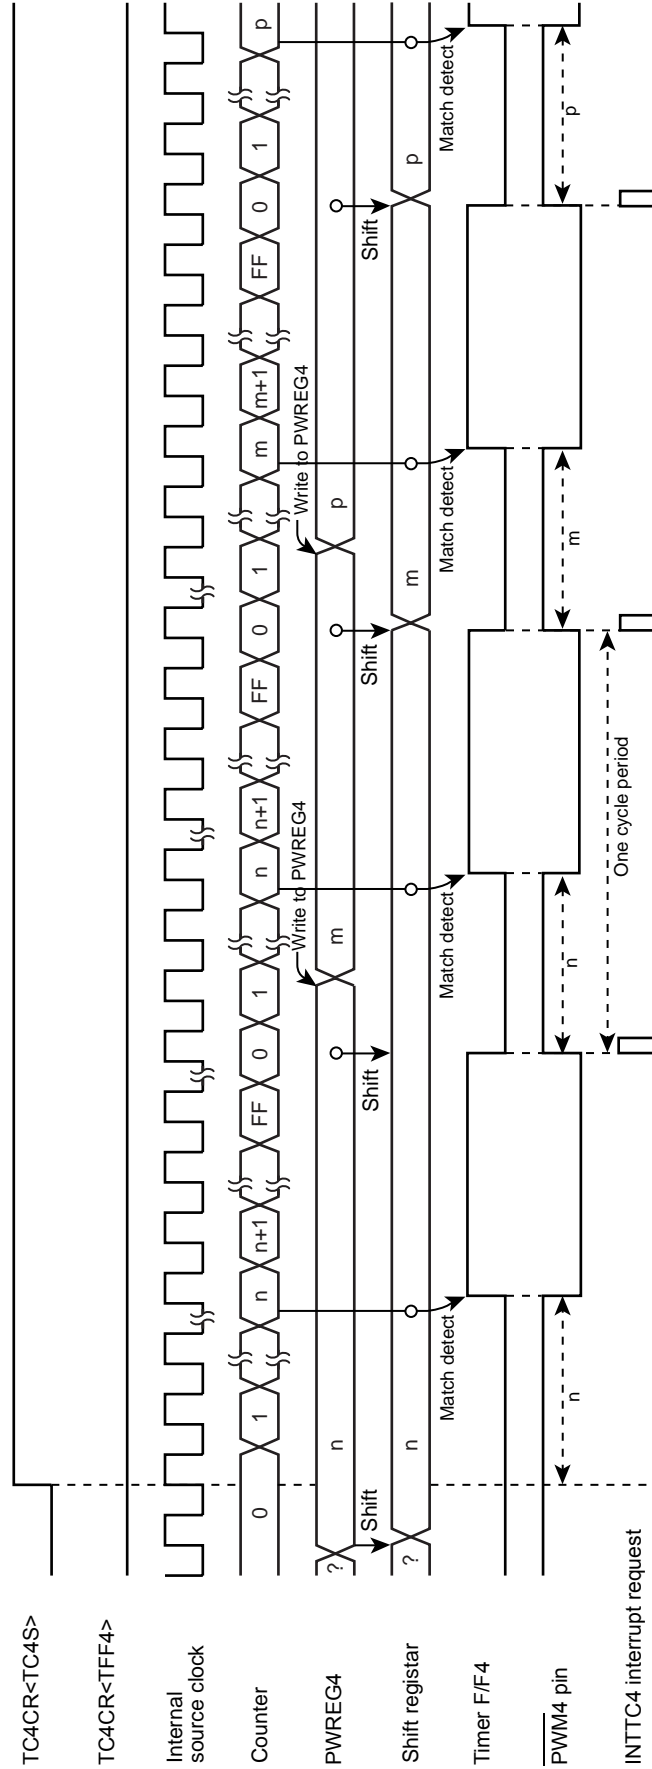 TC4CR<TC4S>
TC4CR<TFF4>
Internal
source clock
Counter 0 1 n n+1 FF 0 1 n n+1 FF 0 1 m m+1 FF 0 1 p
Write to PWREG4 Write to PWREG4
PWREG4 ? n m p
Shift Shift Shift Shift
Shift registar ? n m p
Match detect Match detect Match detect Match detect
Timer F/F4
PWM4 pin
n n m p
One cycle period
INTTC4 interrupt request